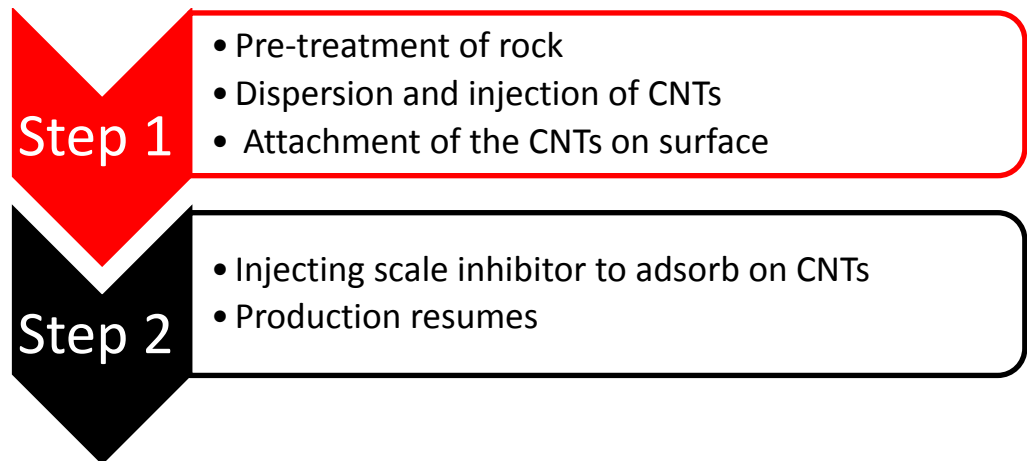 Step 1
• Pre-treatment of rock
• Dispersion and injection of CNTs
• Attachment of the CNTs on surface
Step 2
• Injecting scale inhibitor to adsorb on CNTs
• Production resumes